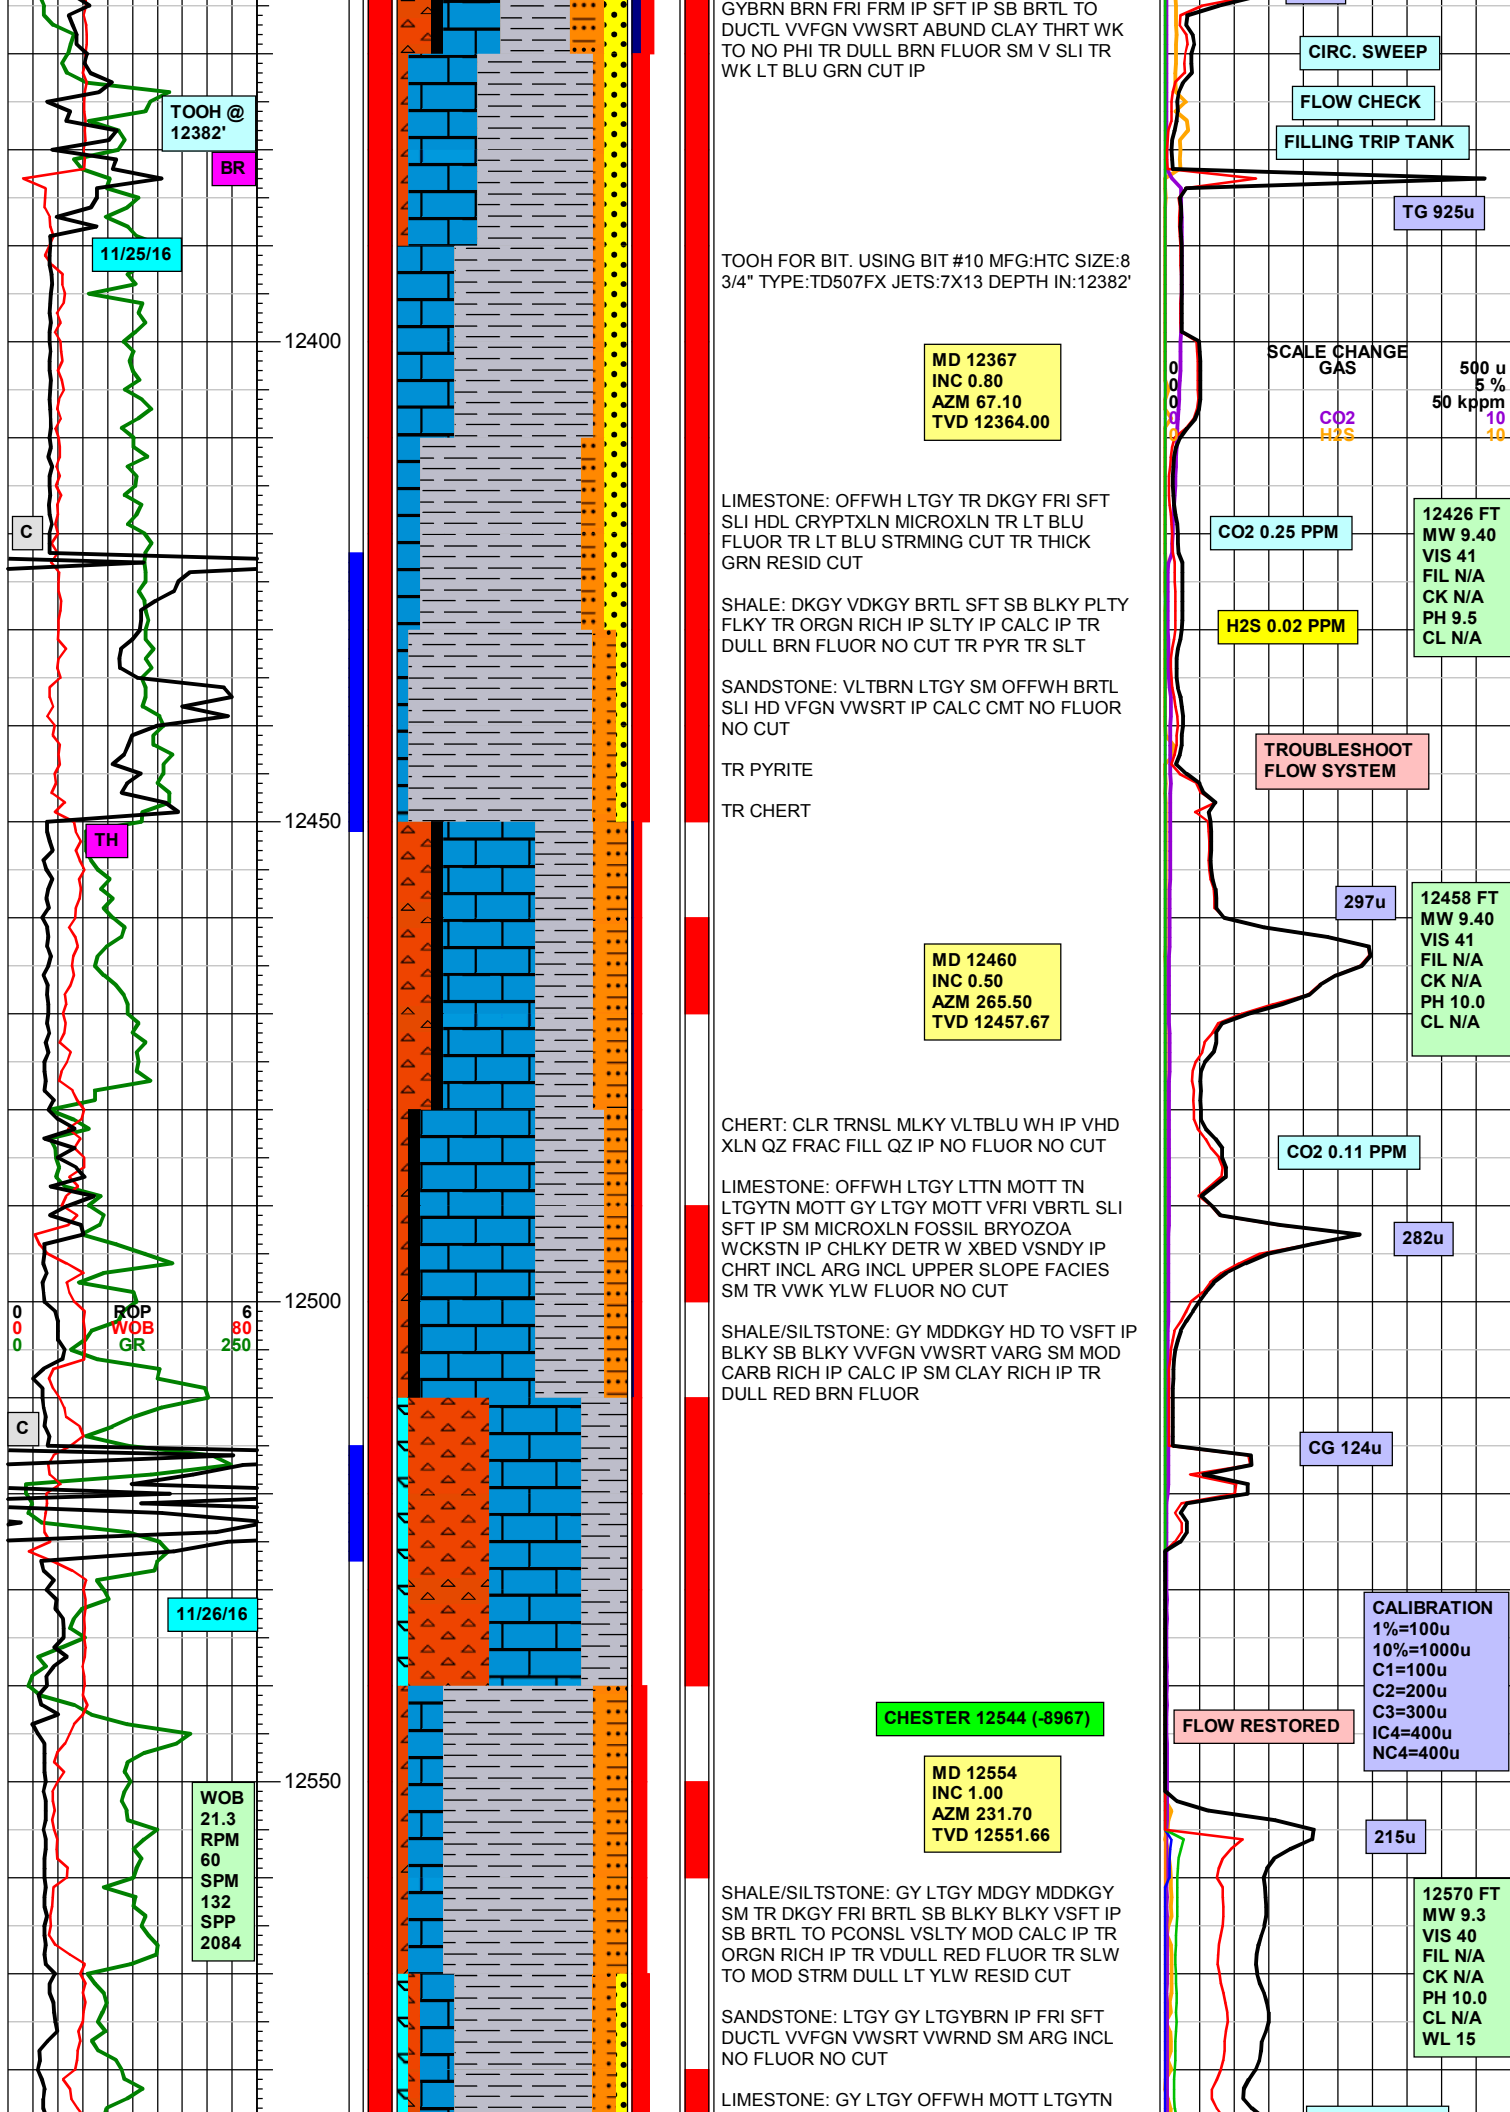 GYBRN BRN FRI FRM IP SFT IP SB BRTL TO
DUCTL VVFGN VWSRT ABUND CLAY THRT WK
TO NO PHI TR DULL BRN FLUOR SM V SLI TR
WK LT BLU GRN CUT IP
CIRC. SWEEP
FLOW CHECK
FILLING TRIP TANK
TOOH @
12382'
BR
TG 925u
11/25/16
TOOH FOR BIT. USING BIT #10 MFG:HTC SIZE:8
3/4" TYPE:TD507FX JETS:7X13 DEPTH IN:12382'
12400
MD 12367
INC 0.80
AZM 67.10
TVD 12364.00
SCALE CHANGE
0 GAS 500 u
0 5 %
0 50 kppm
0 CO2 10
0 H2S 10
C
LIMESTONE: OFFWH LTGY TR DKGY FRI SFT
SLI HDL CRYPTXLN MICROXLN TR LT BLU
FLUOR TR LT BLU STRMING CUT TR THICK
GRN RESID CUT
CO2 0.25 PPM
12426 FT
MW 9.40
VIS 41
FIL N/A
CK N/A
PH 9.5
CL N/A
SHALE: DKGY VDKGY BRTL SFT SB BLKY PLTY
FLKY TR ORGN RICH IP SLTY IP CALC IP TR
DULL BRN FLUOR NO CUT TR PYR TR SLT
H2S 0.02 PPM
SANDSTONE: VLTBRN LTGY SM OFFWH BRTL
SLI HD VFGN VWSRT IP CALC CMT NO FLUOR
NO CUT
TROUBLESHOOT
FLOW SYSTEM
TR PYRITE
TR CHERT
12450
TH
297u
12458 FT
MW 9.40
VIS 41
FIL N/A
CK N/A
PH 10.0
CL N/A
MD 12460
INC 0.50
AZM 265.50
TVD 12457.67
CHERT: CLR TRNSL MLKY VLTBLU WH IP VHD
XLN QZ FRAC FILL QZ IP NO FLUOR NO CUT
CO2 0.11 PPM
LIMESTONE: OFFWH LTGY LTTN MOTT TN
LTGYTN MOTT GY LTGY MOTT VFRI VBRTL SLI
SFT IP SM MICROXLN FOSSIL BRYOZOA
WCKSTN IP CHLKY DETR W XBED VSNDY IP
CHRT INCL ARG INCL UPPER SLOPE FACIES
SM TR VWK YLW FLUOR NO CUT
282u
12500
0 ROP 6
0 WOB 80
0 GR 250
SHALE/SILTSTONE: GY MDDKGY HD TO VSFT IP
BLKY SB BLKY VVFGN VWSRT VARG SM MOD
CARB RICH IP CALC IP SM CLAY RICH IP TR
DULL RED BRN FLUOR
C
CG 124u
11/26/16
CALIBRATION
1%=100u
10%=1000u
C1=100u
C2=200u
C3=300u
IC4=400u
NC4=400u
CHESTER 12544 (-8967)
FLOW RESTORED
12550
MD 12554
INC 1.00
AZM 231.70
TVD 12551.66
WOB
21.3
RPM
60
SPM
132
SPP
2084
215u
SHALE/SILTSTONE: GY LTGY MDGY MDDKGY
SM TR DKGY FRI BRTL SB BLKY BLKY VSFT IP
SB BRTL TO PCONSL VSLTY MOD CALC IP TR
ORGN RICH IP TR VDULL RED FLUOR TR SLW
TO MOD STRM DULL LT YLW RESID CUT
12570 FT
MW 9.3
VIS 40
FIL N/A
CK N/A
PH 10.0
CL N/A
WL 15
SANDSTONE: LTGY GY LTGYBRN IP FRI SFT
DUCTL VVFGN VWSRT VWRND SM ARG INCL
NO FLUOR NO CUT
LIMESTONE: GY LTGY OFFWH MOTT LTGYTN